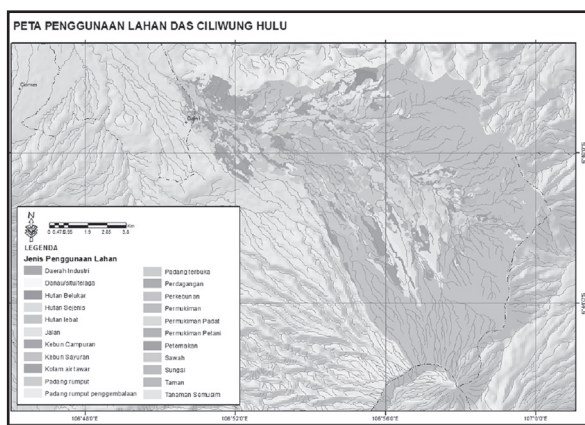 PETA PENGGUNAAN LAHAN DAS CILIWUNG HULU
N
Km
LEGENDA
Jenis Penggunaan Lahan
Daerah Industri
Danau/situ/telaga
Hutan Belukar
Hutan Sejenis
Hutan lebat
Jalan
Kebun Campuran
Kebun Sayuran
Kolam air tawar
Padang rumput
Padang rumput penggembalaan
Padang terbuka
Perdagangan
Perkebunan
Permukiman
Permukiman Padat
Permukiman Petani
Peternakan
Sawah
Sungai
Taman
Tanaman Semusim
106°48'0"E
106°52'0"E
106°56'0"E
107°0'0"E